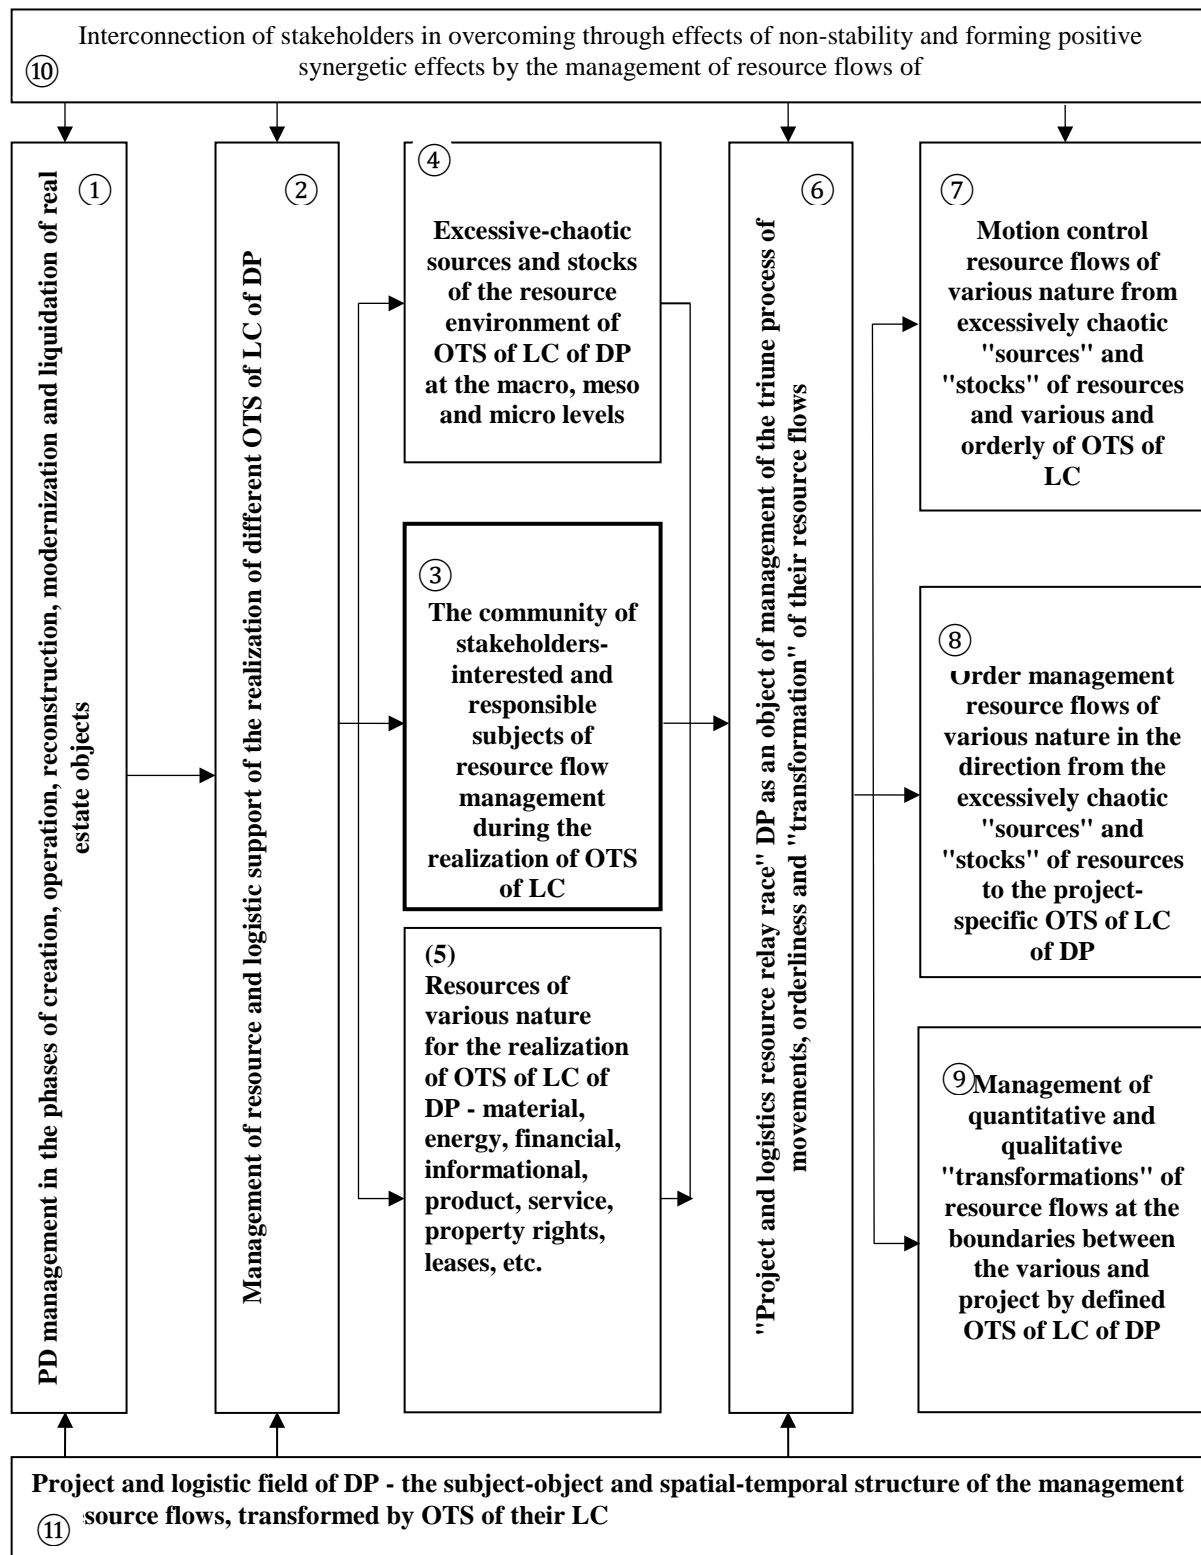 Interconnection of stakeholders in overcoming through effects of non-stability and forming positive
synergetic effects by the management of resource flows of
⑩
①
PD management in the phases of creation, operation, reconstruction, modernization and liquidation of real
estate objects
②
Management of resource and logistic support of the realization of different OTS of LC of DP
④
Excessive-chaotic
sources and stocks
of the resource
environment of
OTS of LC of DP
at the macro, meso
and micro levels
③
The community of
stakeholders-
interested and
responsible
subjects of
resource flow
management
during the
realization of OTS
of LC
(5)
Resources of
various nature
for the realization
of OTS of LC of
DP - material,
energy, financial,
informational,
product, service,
property rights,
leases, etc.
⑥
"Project and logistics resource relay race" DP as an object of management of the triune process of
movements, orderliness and "transformation" of their resource flows
⑦
Motion control
resource flows of
various nature from
excessively chaotic
"sources" and
"stocks" of resources
and various and
orderly of OTS of
LC
⑧
Order management
resource flows of
various nature in the
direction from the
excessively chaotic
"sources" and
"stocks" of resources
to the project-
specific OTS of LC
of DP
⑨Management of
quantitative and
qualitative
"transformations" of
resource flows at the
boundaries between
the various and
project by defined
OTS of LC of DP
Project and logistic field of DP - the subject-object and spatial-temporal structure of the management
⑪ source flows, transformed by OTS of their LC